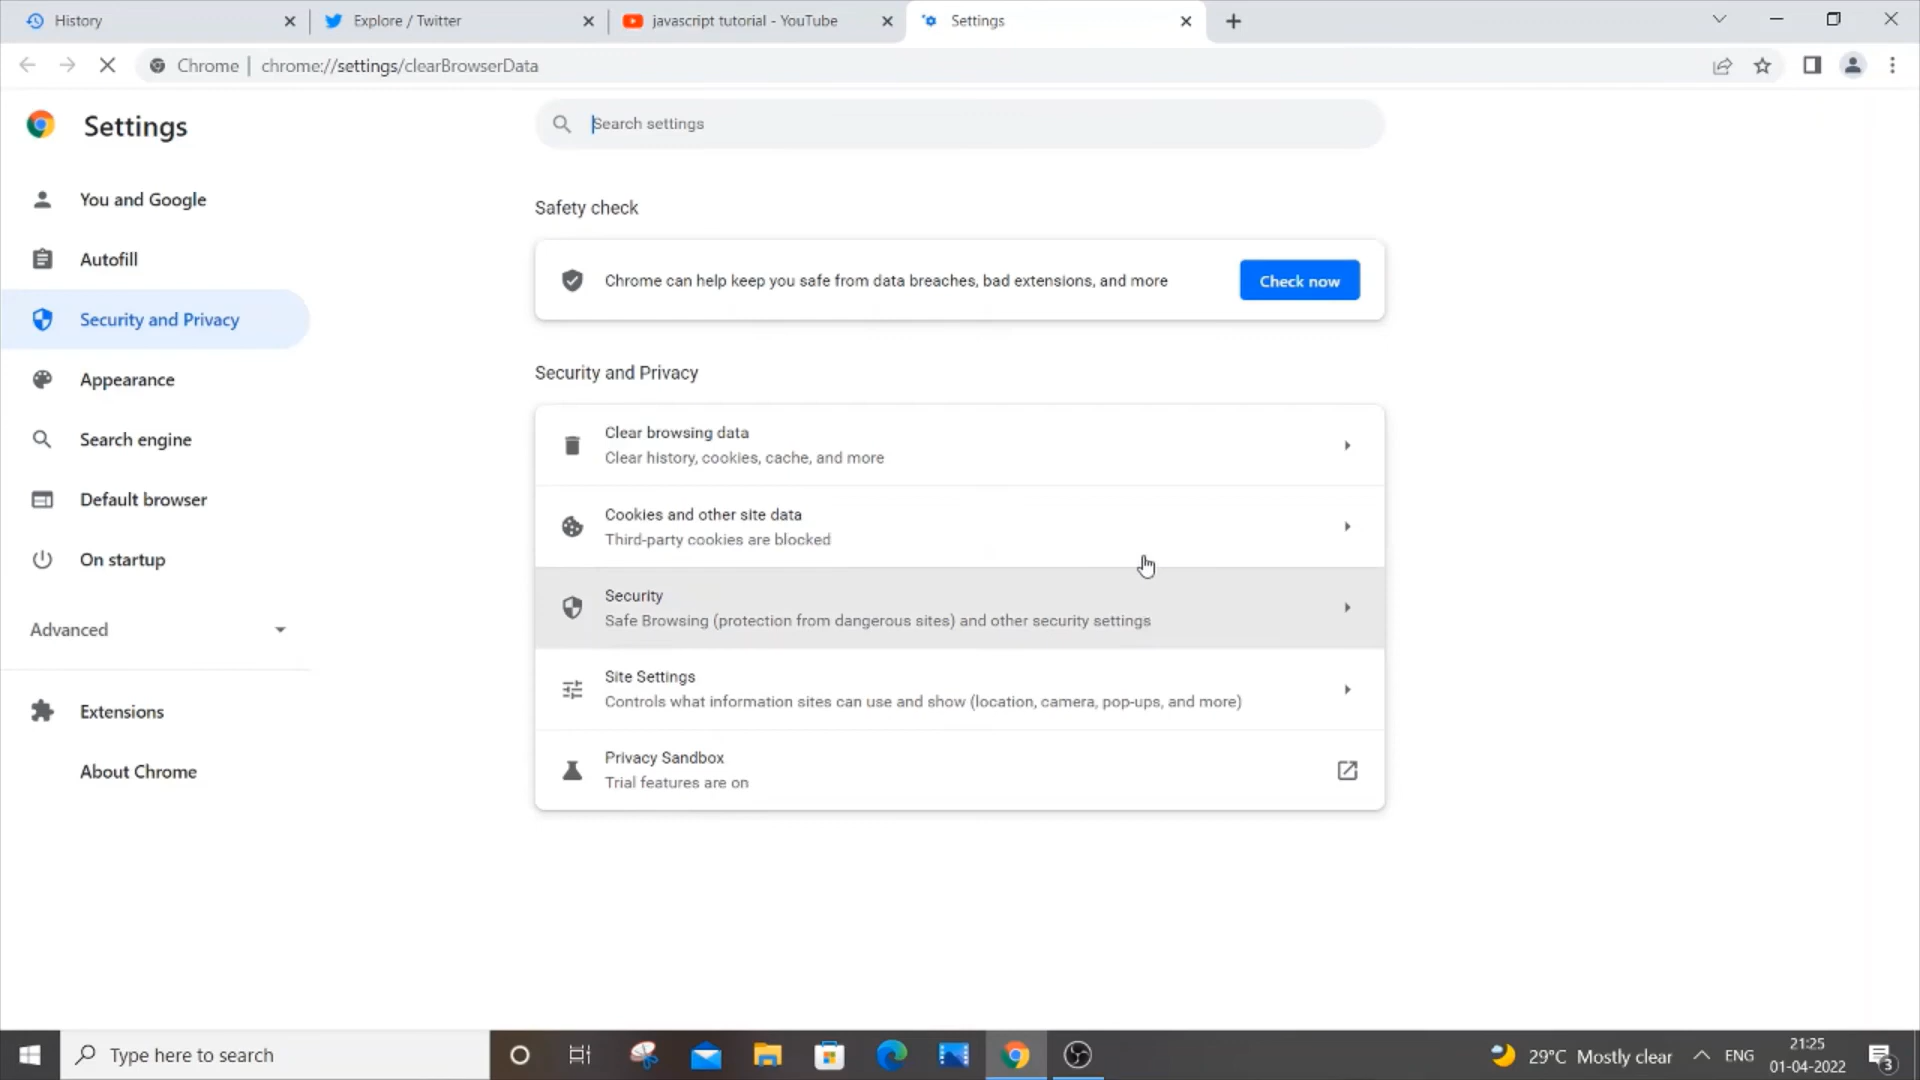 History
Explore / Twitter
javascript tutorial - YouTube
Settings
Chrome | chrome://settings/clearBrowserData
Settings
Search settings
You and Google
Autofill
Security and Privacy
Appearance
Search engine
Default browser
On startup
Advanced
Extensions
About Chrome
Safety check
Chrome can help keep you safe from data breaches, bad extensions, and more
Check now
Security and Privacy
Clear browsing data
Clear history, cookies, cache, and more
Cookies and other site data
Third-party cookies are blocked
Security
Safe Browsing (protection from dangerous sites) and other security settings
Site Settings
Controls what information sites can use and show (location, camera, pop-ups, and more)
Privacy Sandbox
Trial features are on
Type here to search
29°C Mostly clear
ENG
21:25
01-04-2022
3